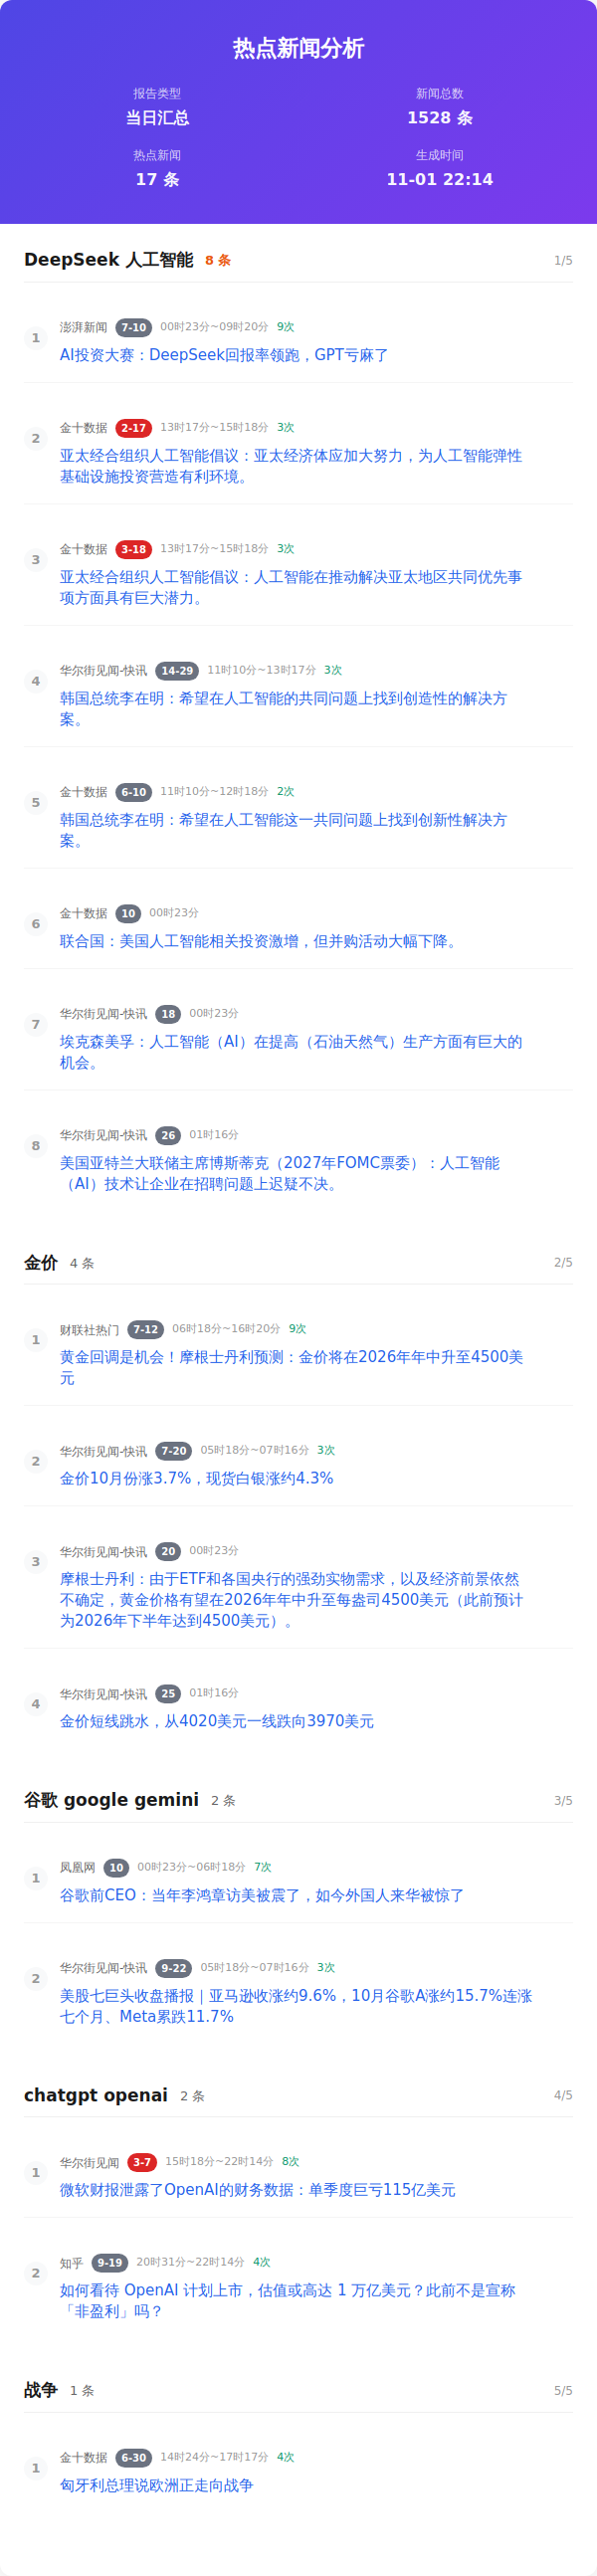 热点新闻分析
报告类型
新闻总数
当日汇总
1528 条
热点新闻
生成时间
17 条
11-01 22:14
DeepSeek 人工智能 8 条 1/5
1
澎湃新闻 7-10 00时23分~09时20分 9次
AI投资大赛：DeepSeek回报率领跑，GPT亏麻了
2
金十数据 2-17 13时17分~15时18分 3次
亚太经合组织人工智能倡议：亚太经济体应加大努力，为人工智能弹性
基础设施投资营造有利环境。
3
金十数据 3-18 13时17分~15时18分 3次
亚太经合组织人工智能倡议：人工智能在推动解决亚太地区共同优先事
项方面具有巨大潜力。
4
华尔街见闻-快讯 14-29 11时10分~13时17分 3次
韩国总统李在明：希望在人工智能的共同问题上找到创造性的解决方
案。
5
金十数据 6-10 11时10分~12时18分 2次
韩国总统李在明：希望在人工智能这一共同问题上找到创新性解决方
案。
6
金十数据 10 00时23分
联合国：美国人工智能相关投资激增，但并购活动大幅下降。
7
华尔街见闻-快讯 18 00时23分
埃克森美孚：人工智能（AI）在提高（石油天然气）生产方面有巨大的
机会。
8
华尔街见闻-快讯 26 01时16分
美国亚特兰大联储主席博斯蒂克（2027年FOMC票委）：人工智能
（AI）技术让企业在招聘问题上迟疑不决。
金价 4 条 2/5
1
财联社热门 7-12 06时18分~16时20分 9次
黄金回调是机会！摩根士丹利预测：金价将在2026年年中升至4500美
元
2
华尔街见闻-快讯 7-20 05时18分~07时16分 3次
金价10月份涨3.7%，现货白银涨约4.3%
3
华尔街见闻-快讯 20 00时23分
摩根士丹利：由于ETF和各国央行的强劲实物需求，以及经济前景依然
不确定，黄金价格有望在2026年年中升至每盎司4500美元（此前预计
为2026年下半年达到4500美元）。
4
华尔街见闻-快讯 25 01时16分
金价短线跳水，从4020美元一线跌向3970美元
谷歌 google gemini 2 条 3/5
1
凤凰网 10 00时23分~06时18分 7次
谷歌前CEO：当年李鸿章访美被震了，如今外国人来华被惊了
2
华尔街见闻-快讯 9-22 05时18分~07时16分 3次
美股七巨头收盘播报｜亚马逊收涨约9.6%，10月谷歌A涨约15.7%连涨
七个月、Meta累跌11.7%
chatgpt openai 2 条 4/5
1
华尔街见闻 3-7 15时18分~22时14分 8次
微软财报泄露了OpenAI的财务数据：单季度巨亏115亿美元
2
知乎 9-19 20时31分~22时14分 4次
如何看待 OpenAI 计划上市，估值或高达 1 万亿美元？此前不是宣称
「非盈利」吗？
战争 1 条 5/5
1
金十数据 6-30 14时24分~17时17分 4次
匈牙利总理说欧洲正走向战争